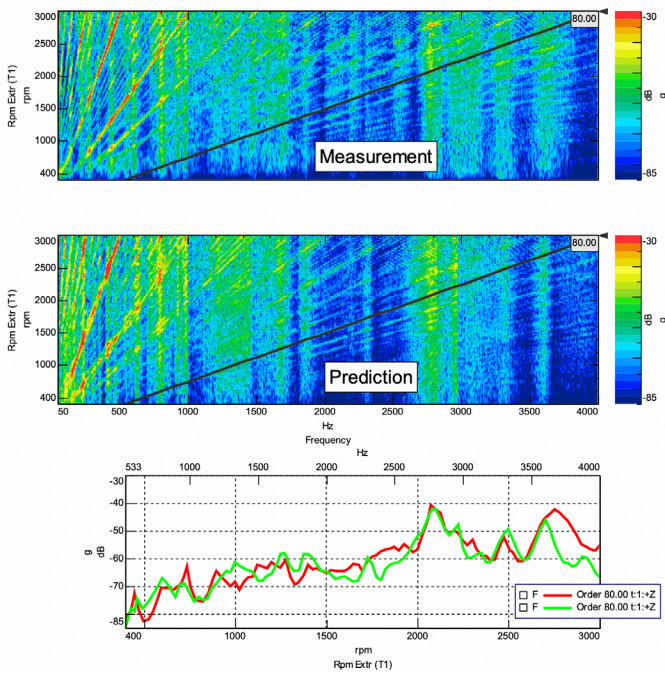 3000
2500
2000
1500
1000
400
Rpm Extr (T1)
rpm
80.00
Measurement
-30
dB
g
-85
3000
2500
2000
1500
1000
400
Rpm Extr (T1)
rpm
80.00
Prediction
-30
dB
g
-85
50 500 1000 1500 2000 2500 3000 3500 4000
Hz
Frequency
Hz
533 1000 1500 2000 2500 3000 3500 4000
-30
-40
-50
-60
-70
-85
g
dB
F Order 80.00 t:1:+Z
F Order 80.00 t:1:+Z
400 1000 1500 2000 2500 3000
rpm
Rpm Extr (T1)